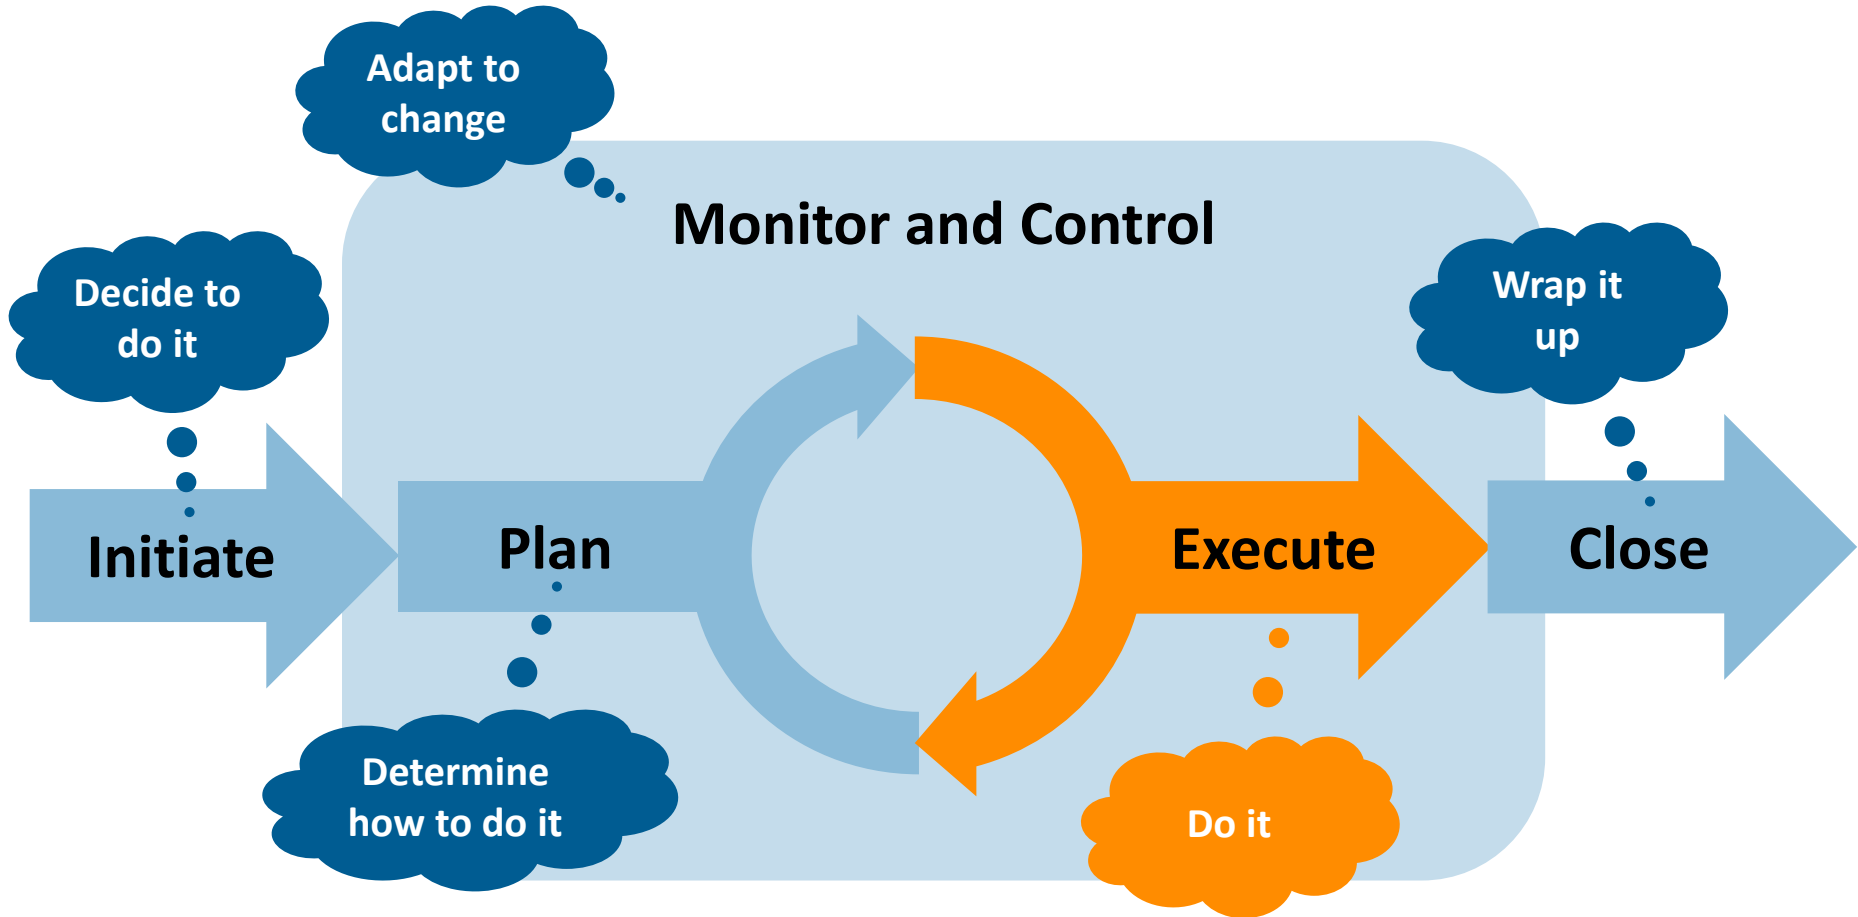 Adapt to
change
Monitor and Control
Decide to
do it
Wrap it
up
Initiate
Plan
Execute
Close
Determine
how to do it
Do it